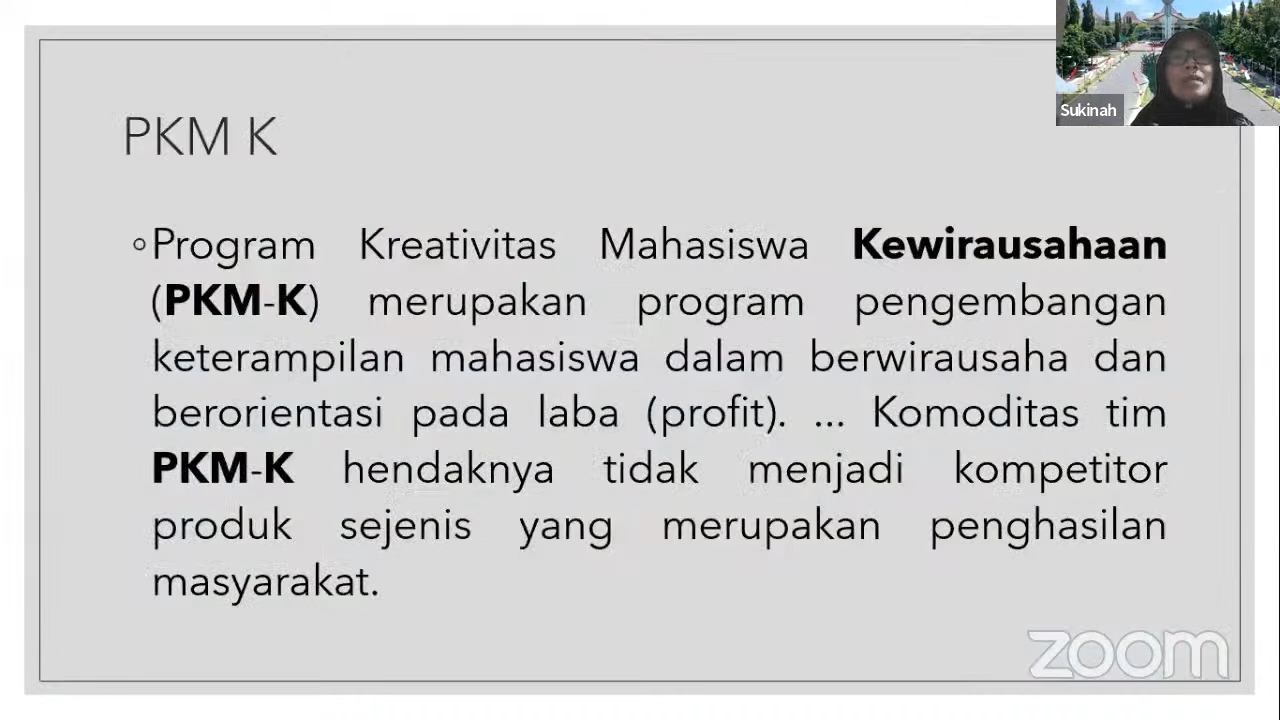 PKM K
◦Program Kreativitas Mahasiswa Kewirausahaan
(PKM-K) merupakan program pengembangan
keterampilan mahasiswa dalam berwirausaha dan
berorientasi pada laba (profit). ... Komoditas tim
PKM-K hendaknya tidak menjadi kompetitor
produk sejenis yang merupakan penghasilan
masyarakat.
Sukinah
zoom